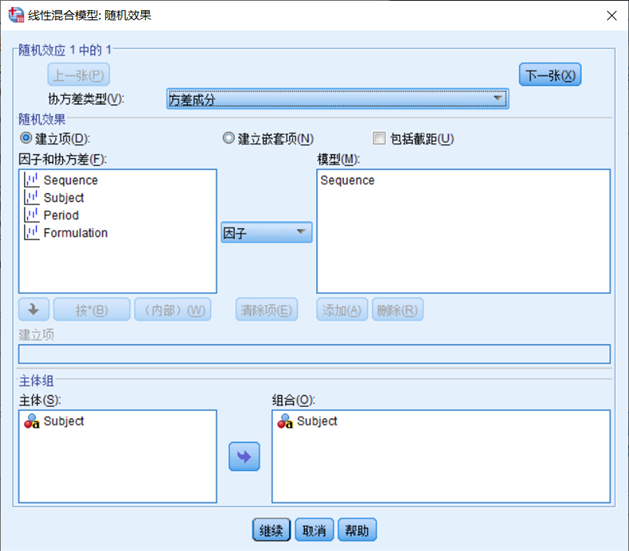 线性混合模型: 随机效果
随机效应 1 中的 1
上一张(P)
下一张(X)
协方差类型(V):
方差成分
随机效果
建立项(D):
建立嵌套项(N)
包括截距(U)
因子和协方差(F):
模型(M):
Sequence
Subject
Period
Formulation
因子
Sequence
按*(B)
（内部）(W)
清除项(E)
添加(A)
删除(R)
建立项
主体组
主体(S):
组合(O):
Subject
Subject
继续
取消
帮助